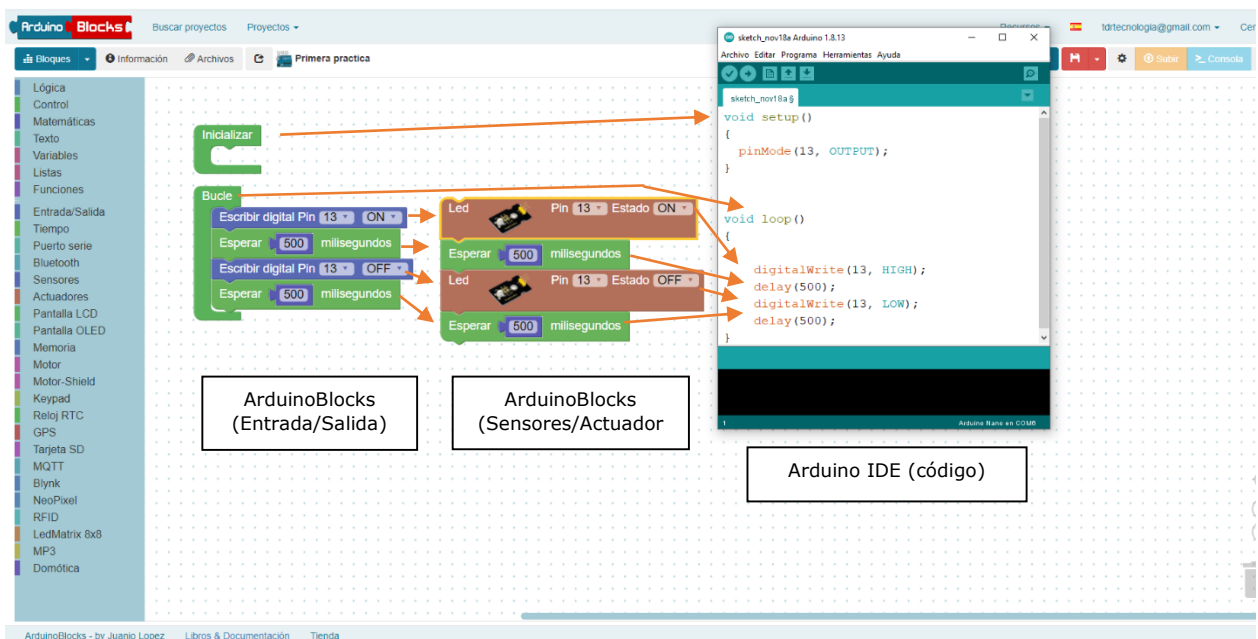 Arduino Blocks
Buscar proyectos
Proyectos
Recursos
tdrtecnologia@gmail.com
Bloques
Información
Archivos
Primera practica
Subir
Consola
Lógica
Control
Matemáticas
Texto
Variables
Listas
Funciones
Entrada/Salida
Tiempo
Puerto serie
Bluetooth
Sensores
Actuadores
Pantalla LCD
Pantalla OLED
Memoria
Motor
Motor-Shield
Keypad
Reloj RTC
GPS
Tarjeta SD
MQTT
Blynk
NeoPixel
RFID
LedMatrix 8x8
MP3
Domótica
Inicializar
Bucle
Escribir digital Pin 13 ON
Esperar 500 milisegundos
Escribir digital Pin 13 OFF
Esperar 500 milisegundos
Led Pin 13 Estado ON
Esperar 500 milisegundos
Led Pin 13 Estado OFF
Esperar 500 milisegundos
sketch_nov18a Arduino 1.8.13
Archivo Editar Programa Herramientas Ayuda
sketch_nov18a §
void setup()
{
pinMode(13, OUTPUT);
}
void loop()
{
digitalWrite(13, HIGH);
delay(500);
digitalWrite(13, LOW);
delay(500);
}
1
Arduino Nano en COM6
ArduinoBlocks
(Entrada/Salida)
ArduinoBlocks
(Sensores/Actuador
Arduino IDE (código)
ArduinoBlocks - by Juanjo Lopez
Libros & Documentación
Tienda